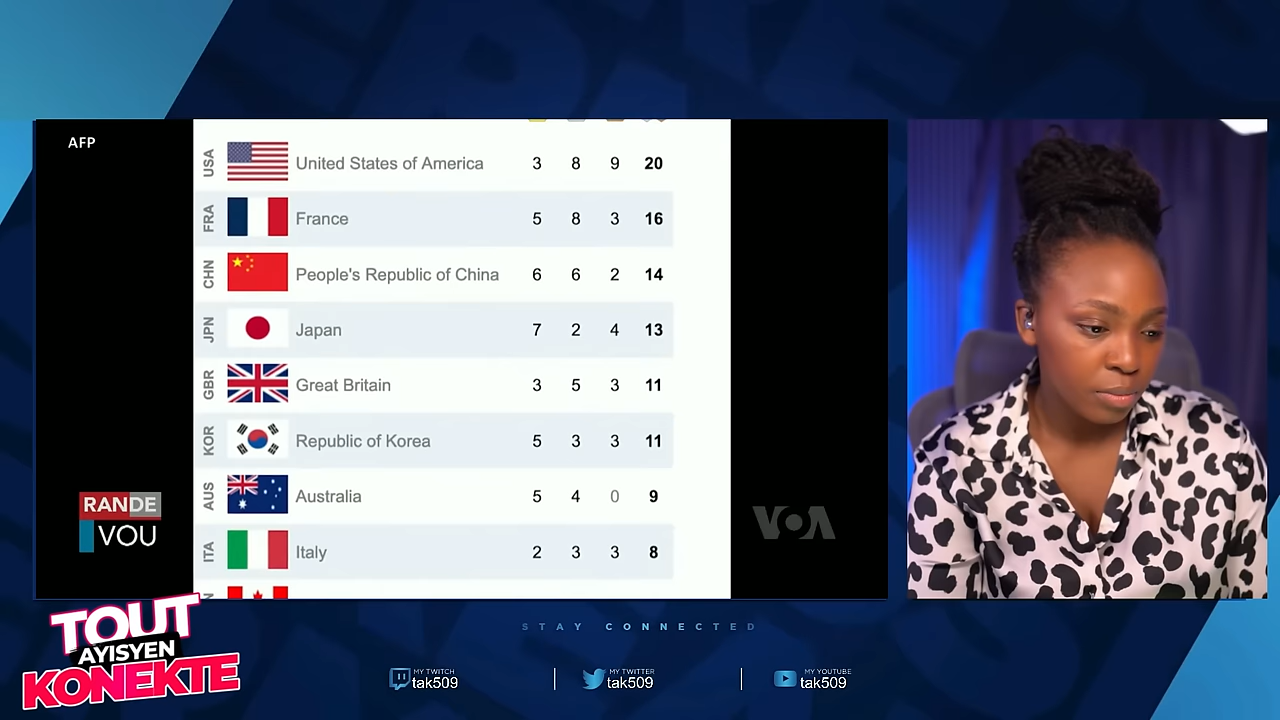 AFP
USA United States of America 3 8 9 20
FRA France 5 8 3 16
CHN People's Republic of China 6 6 2 14
JPN Japan 7 2 4 13
GBR Great Britain 3 5 3 11
KOR Republic of Korea 5 3 3 11
AUS Australia 5 4 0 9
ITA Italy 2 3 3 8
RANDE
VOU
VOA
TOUT
AYISYEN
KONEKTE
STAY CONNECTED
MY TWITCH
tak509
MY TWITTER
tak509
MY YOUTUBE
tak509